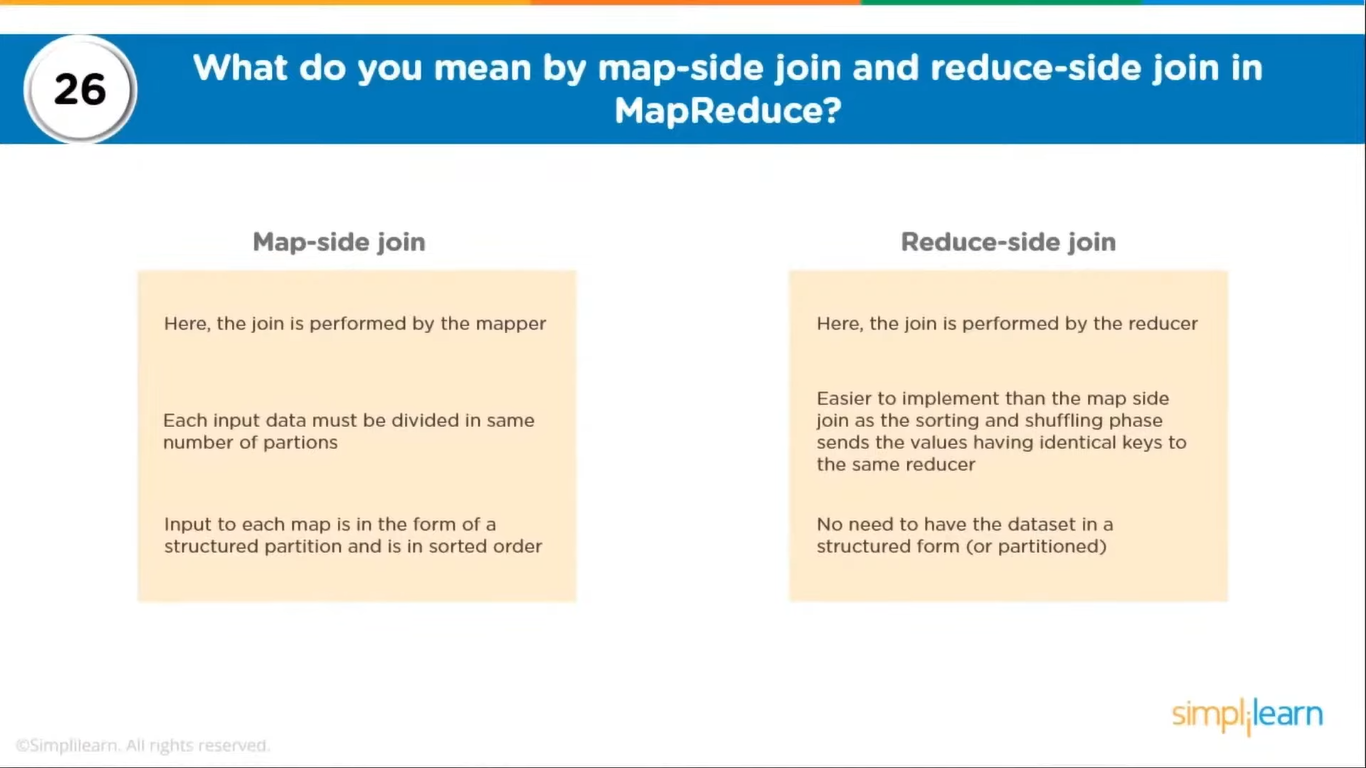 26
What do you mean by map-side join and reduce-side join in
MapReduce?
Map-side join
Here, the join is performed by the mapper
Each input data must be divided in same
number of partions
Input to each map is in the form of a
structured partition and is in sorted order
Reduce-side join
Here, the join is performed by the reducer
Easier to implement than the map side
join as the sorting and shuffling phase
sends the values having identical keys to
the same reducer
No need to have the dataset in a
structured form (or partitioned)
simplilearn
©Simplilearn. All rights reserved.